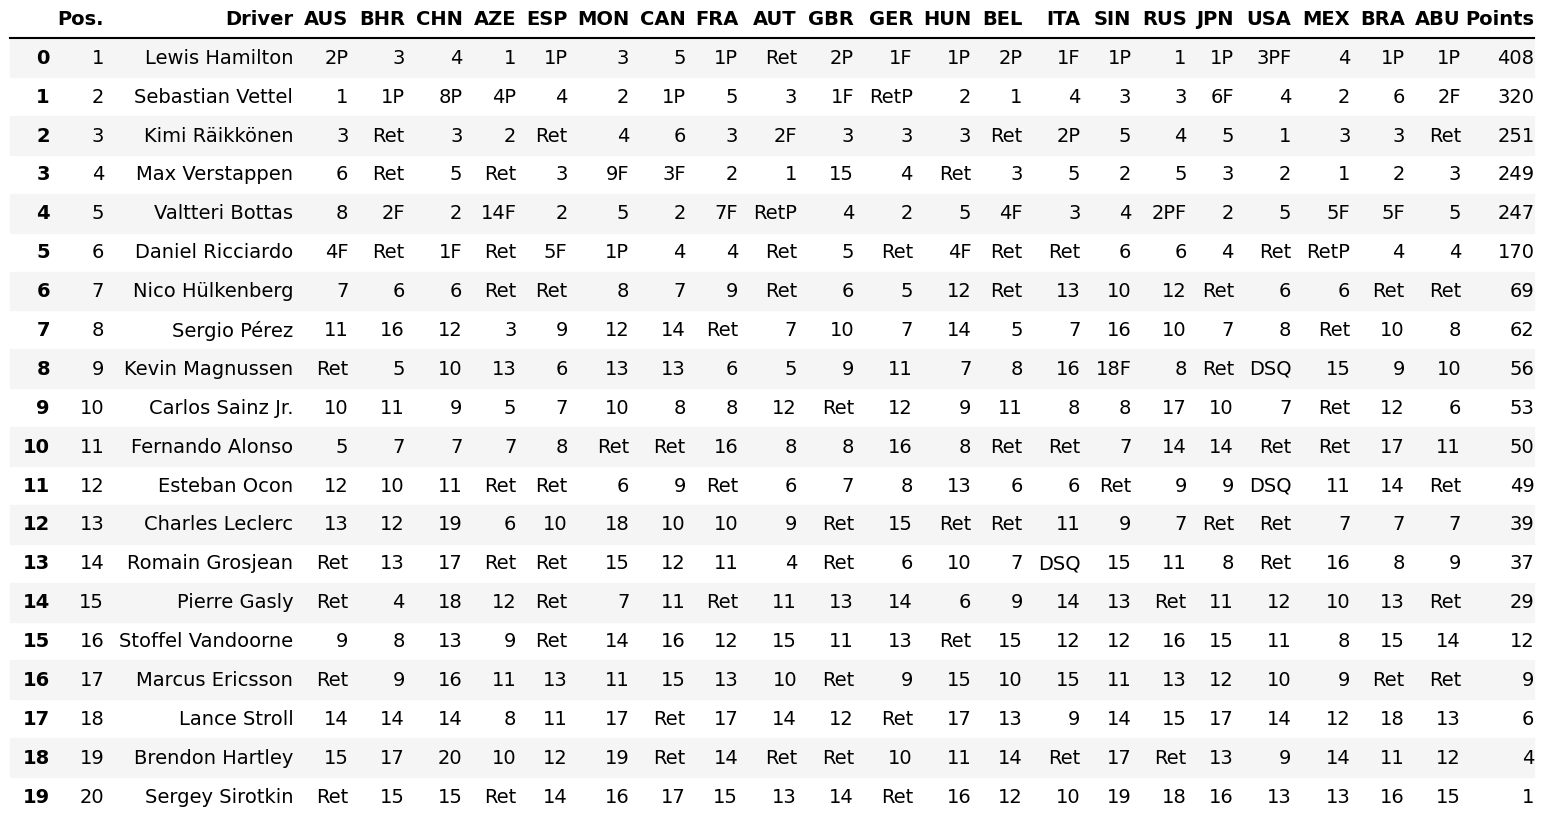 Pos. Driver AUS BHR CHN AZE ESP MON CAN FRA AUT GBR GER HUN BEL ITA SIN RUS JPN USA MEX BRA ABU Points
0 1 Lewis Hamilton 2P 3 4 1 1P 3 5 1P Ret 2P 1F 1P 2P 1F 1P 1 1P 3PF 4 1P 1P 408
1 2 Sebastian Vettel 1 1P 8P 4P 4 2 1P 5 3 1F RetP 2 1 4 3 3 6F 4 2 6 2F 320
2 3 Kimi Räikkönen 3 Ret 3 2 Ret 4 6 3 2F 3 3 3 Ret 2P 5 4 5 1 3 3 Ret 251
3 4 Max Verstappen 6 Ret 5 Ret 3 9F 3F 2 1 15 4 Ret 3 5 2 5 3 2 1 2 3 249
4 5 Valtteri Bottas 8 2F 2 14F 2 5 2 7F RetP 4 2 5 4F 3 4 2PF 2 5 5F 5F 5 247
5 6 Daniel Ricciardo 4F Ret 1F Ret 5F 1P 4 4 Ret 5 Ret 4F Ret Ret 6 6 4 Ret RetP 4 4 170
6 7 Nico Hülkenberg 7 6 6 Ret Ret 8 7 9 Ret 6 5 12 Ret 13 10 12 Ret 6 6 Ret Ret 69
7 8 Sergio Pérez 11 16 12 3 9 12 14 Ret 7 10 7 14 5 7 16 10 7 8 Ret 10 8 62
8 9 Kevin Magnussen Ret 5 10 13 6 13 13 6 5 9 11 7 8 16 18F 8 Ret DSQ 15 9 10 56
9 10 Carlos Sainz Jr. 10 11 9 5 7 10 8 8 12 Ret 12 9 11 8 8 17 10 7 Ret 12 6 53
10 11 Fernando Alonso 5 7 7 7 8 Ret Ret 16 8 8 16 8 Ret Ret 7 14 14 Ret Ret 17 11 50
11 12 Esteban Ocon 12 10 11 Ret Ret 6 9 Ret 6 7 8 13 6 6 Ret 9 9 DSQ 11 14 Ret 49
12 13 Charles Leclerc 13 12 19 6 10 18 10 10 9 Ret 15 Ret Ret 11 9 7 Ret Ret 7 7 7 39
13 14 Romain Grosjean Ret 13 17 Ret Ret 15 12 11 4 Ret 6 10 7 DSQ 15 11 8 Ret 16 8 9 37
14 15 Pierre Gasly Ret 4 18 12 Ret 7 11 Ret 11 13 14 6 9 14 13 Ret 11 12 10 13 Ret 29
15 16 Stoffel Vandoorne 9 8 13 9 Ret 14 16 12 15 11 13 Ret 15 12 12 16 15 11 8 15 14 12
16 17 Marcus Ericsson Ret 9 16 11 13 11 15 13 10 Ret 9 15 10 15 11 13 12 10 9 Ret Ret 9
17 18 Lance Stroll 14 14 14 8 11 17 Ret 17 14 12 Ret 17 13 9 14 15 17 14 12 18 13 6
18 19 Brendon Hartley 15 17 20 10 12 19 Ret 14 Ret Ret 10 11 14 Ret 17 Ret 13 9 14 11 12 4
19 20 Sergey Sirotkin Ret 15 15 Ret 14 16 17 15 13 14 Ret 16 12 10 19 18 16 13 13 16 15 1